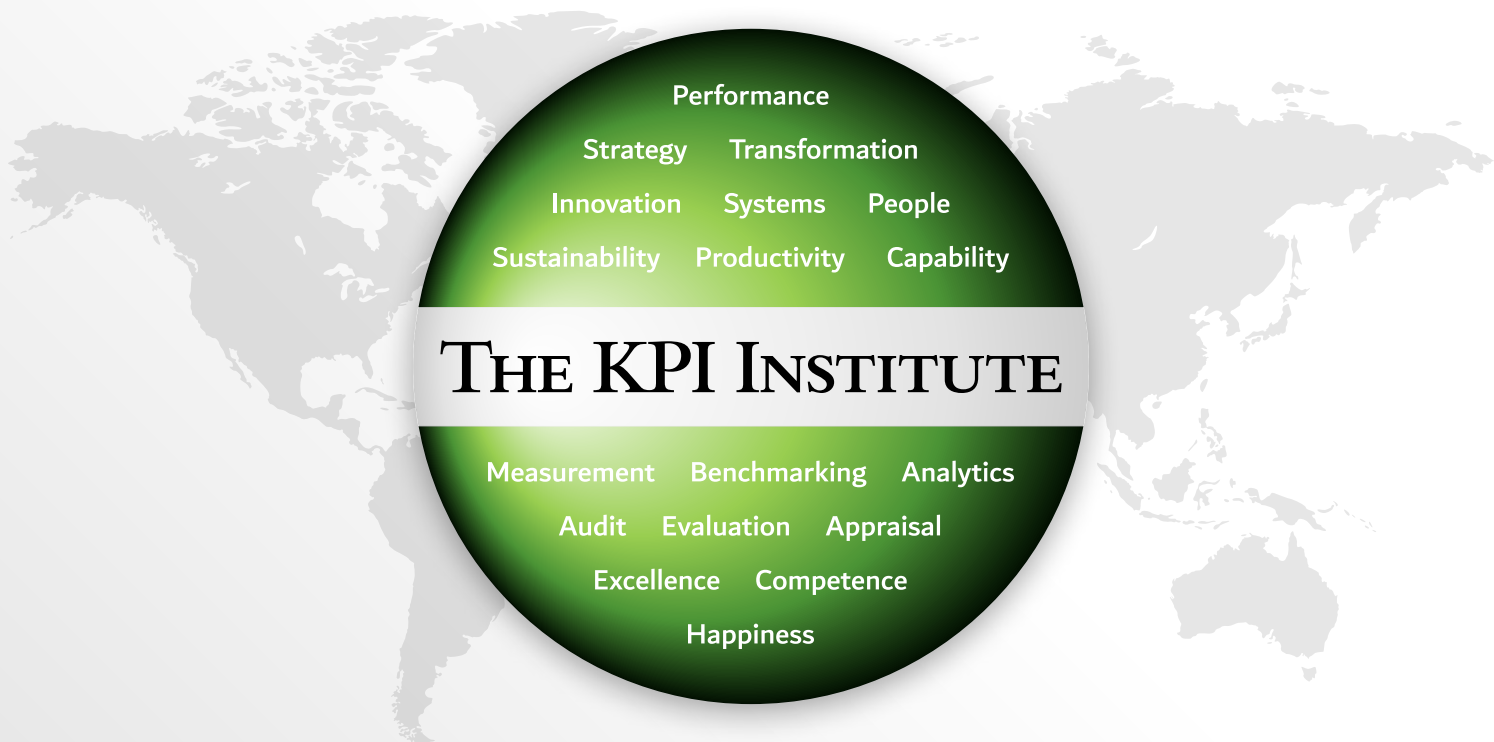 Performance
Strategy Transformation
Innovation Systems People
Sustainability Productivity Capability
The KPI Institute
Measurement Benchmarking Analytics
Audit Evaluation Appraisal
Excellence Competence
Happiness